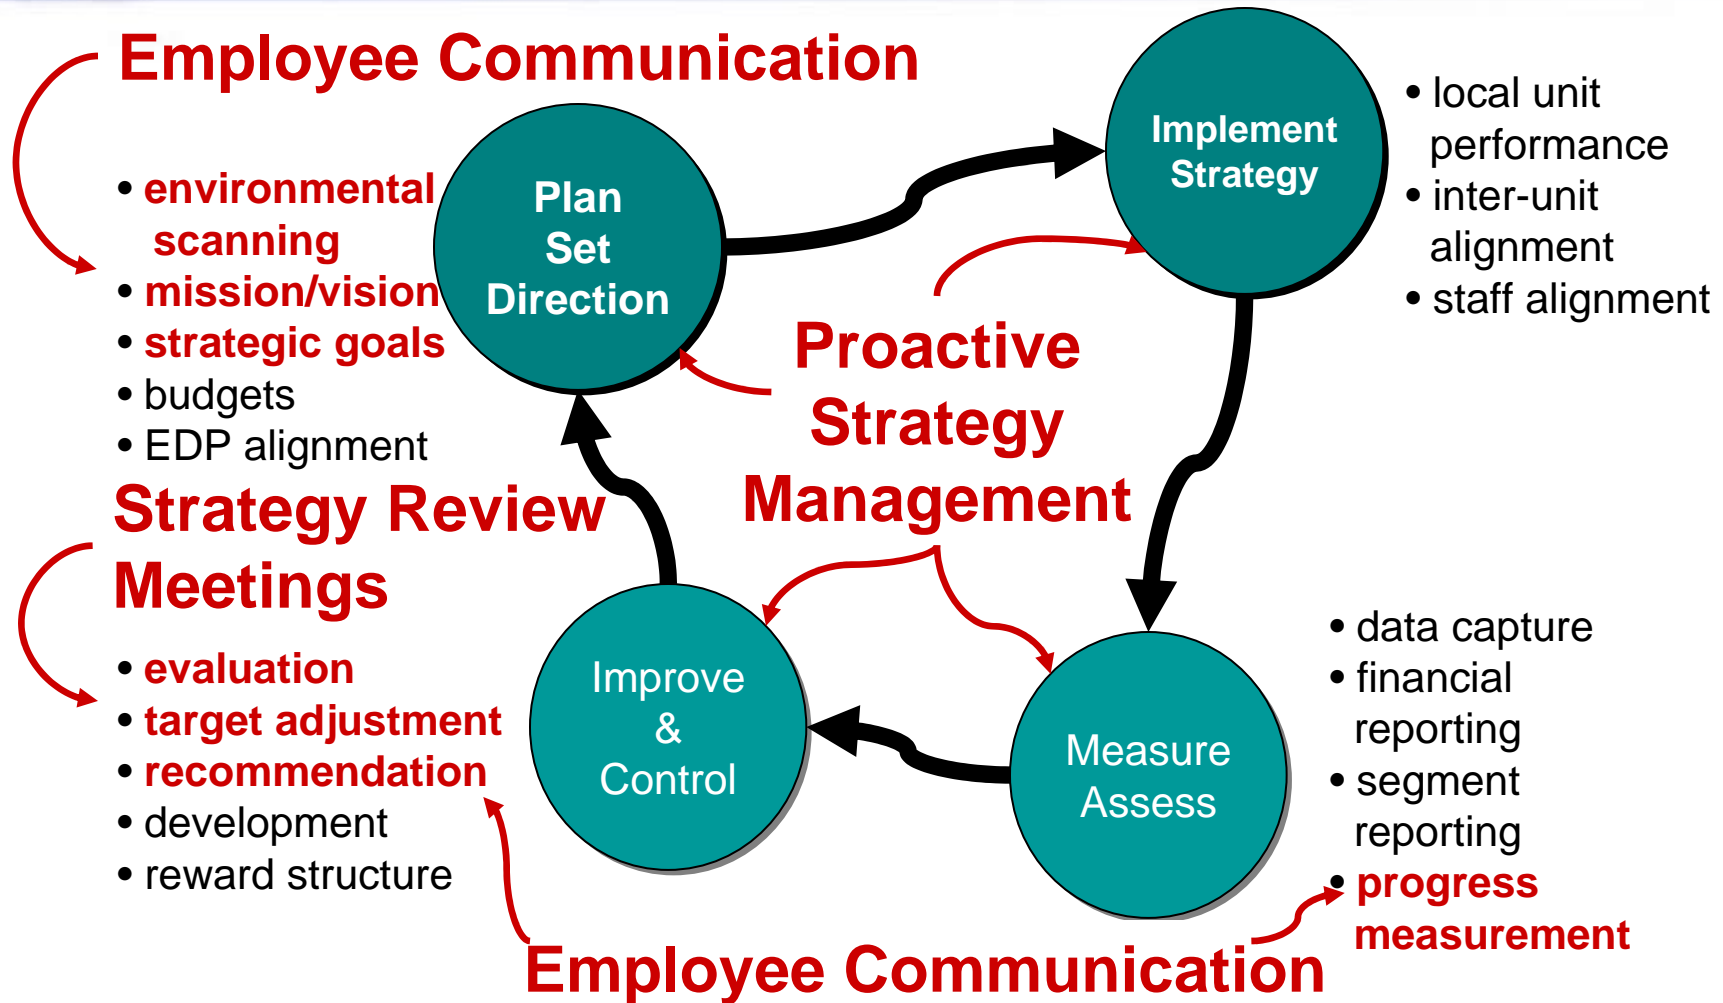 Employee Communication
• environmental
scanning
• mission/vision
• strategic goals
• budgets
• EDP alignment
Plan
Set
Direction
Implement
Strategy
• local unit
performance
• inter-unit
alignment
• staff alignment
Proactive
Strategy
Management
Strategy Review
Meetings
• evaluation
• target adjustment
• recommendation
• development
• reward structure
Improve
&
Control
Measure
Assess
• data capture
• financial
reporting
• segment
reporting
• progress
measurement
Employee Communication